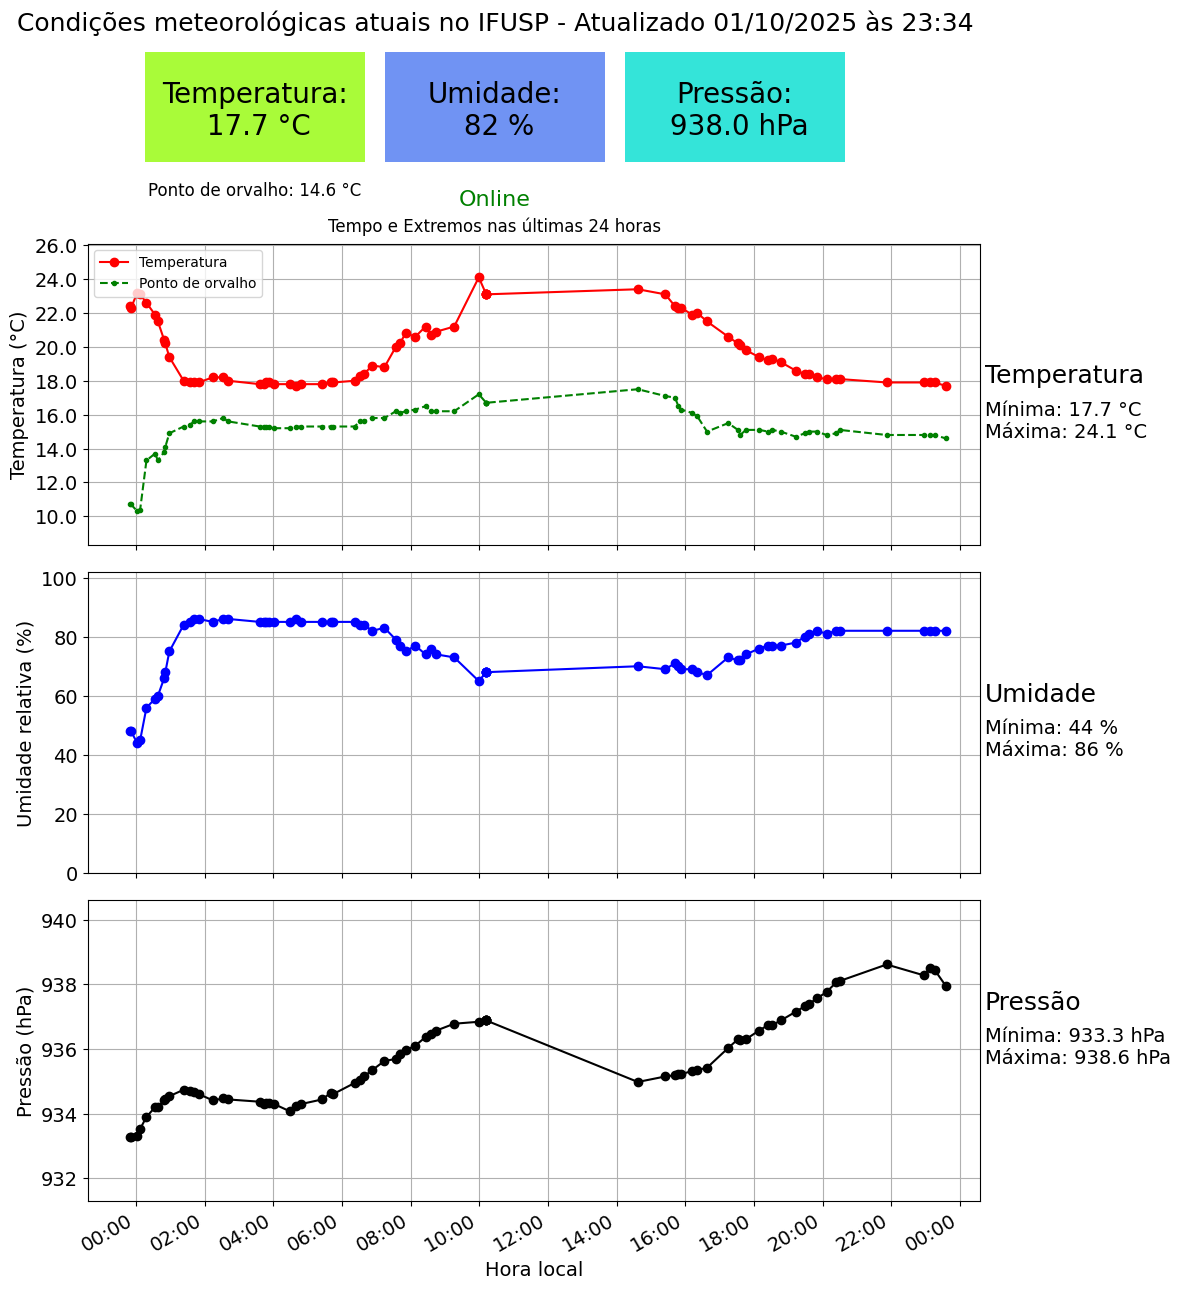 Condições meteorológicas atuais no IFUSP - Atualizado 01/10/2025 às 23:34
Temperatura:
17.7 °C
Umidade:
82 %
Pressão:
938.0 hPa
Ponto de orvalho: 14.6 °C
Online
Tempo e Extremos nas últimas 24 horas
Temperatura
Ponto de orvalho
Temperatura (°C)
26.0
24.0
22.0
20.0
18.0
16.0
14.0
12.0
10.0
Temperatura
Mínima: 17.7 °C
Máxima: 24.1 °C
Umidade relativa (%)
100
80
60
40
20
0
Umidade
Mínima: 44 %
Máxima: 86 %
Pressão (hPa)
940
938
936
934
932
Pressão
Mínima: 933.3 hPa
Máxima: 938.6 hPa
00:00 02:00 04:00 06:00 08:00 10:00 12:00 14:00 16:00 18:00 20:00 22:00 00:00
Hora local